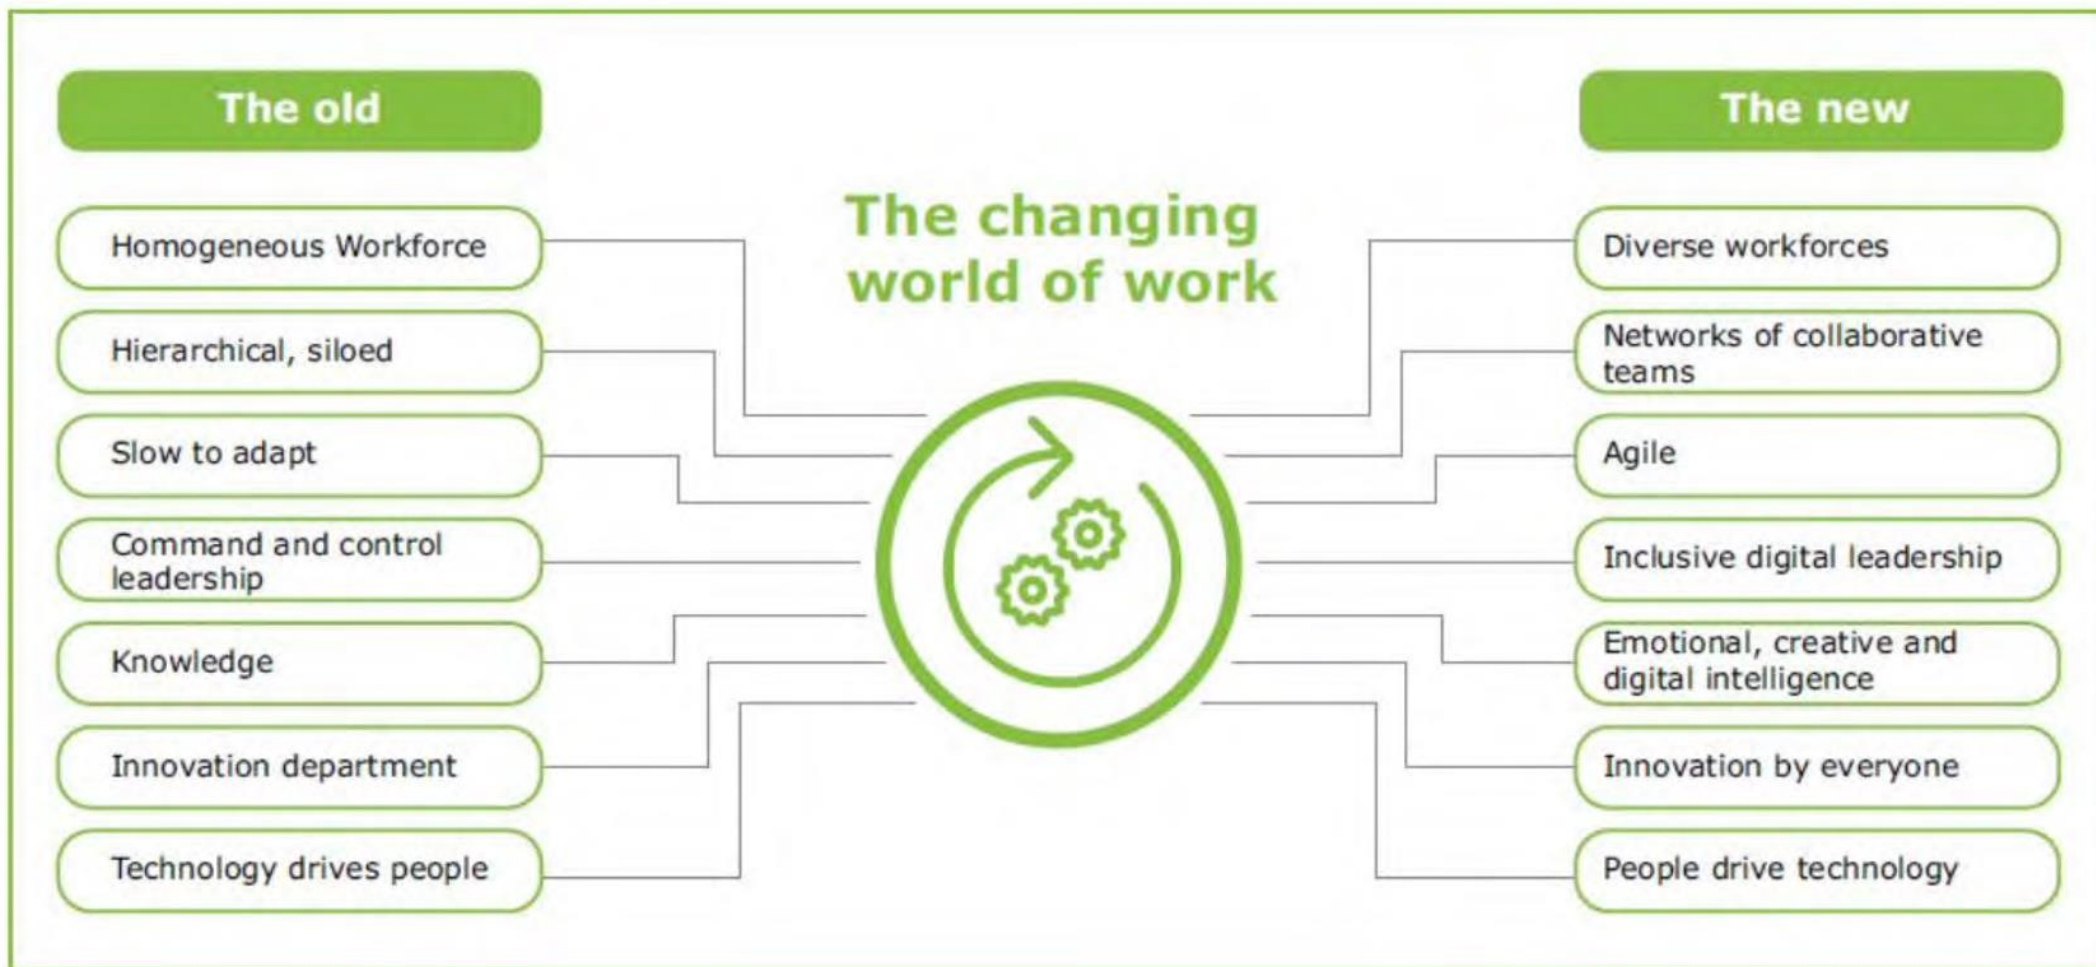 The old
Homogeneous Workforce
Hierarchical, siloed
Slow to adapt
Command and control
leadership
Knowledge
Innovation department
Technology drives people
The changing
world of work
The new
Diverse workforces
Networks of collaborative
teams
Agile
Inclusive digital leadership
Emotional, creative and
digital intelligence
Innovation by everyone
People drive technology